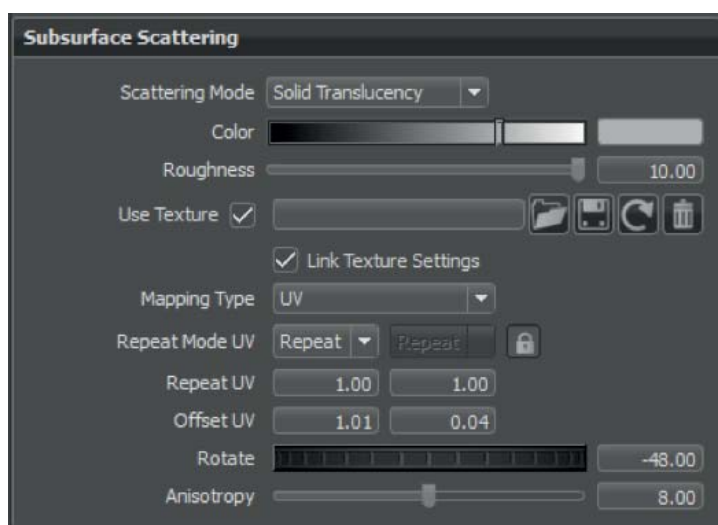 Subsurface Scattering
Scattering Mode Solid Translucency
Color
Roughness 10.00
Use Texture
Link Texture Settings
Mapping Type UV
Repeat Mode UV Repeat Repeat
Repeat UV 1.00 1.00
Offset UV 1.01 0.04
Rotate -48.00
Anisotropy 8.00